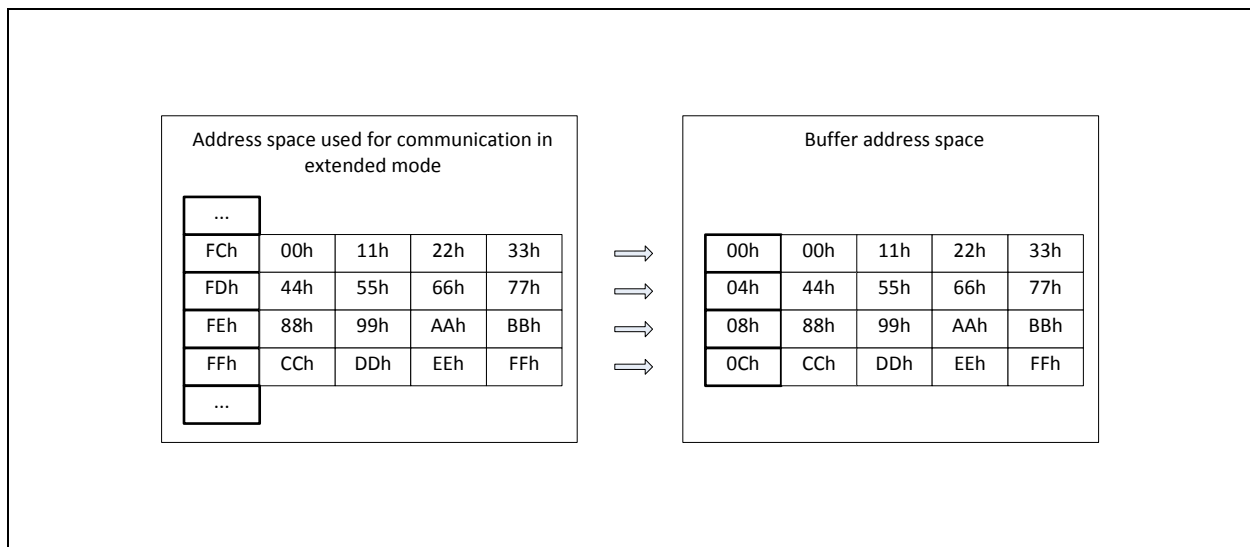 Address space used for communication in
extended mode
...
FCh 00h 11h 22h 33h
FDh 44h 55h 66h 77h
FEh 88h 99h AAh BBh
FFh CCh DDh EEh FFh
...
Buffer address space
00h 00h 11h 22h 33h
04h 44h 55h 66h 77h
08h 88h 99h AAh BBh
0Ch CCh DDh EEh FFh